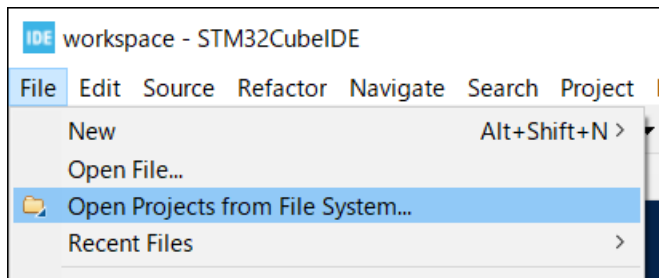 IDE workspace - STM32CubeIDE
File Edit Source Refactor Navigate Search Project
New Alt+Shift+N >
Open File...
Open Projects from File System...
Recent Files >